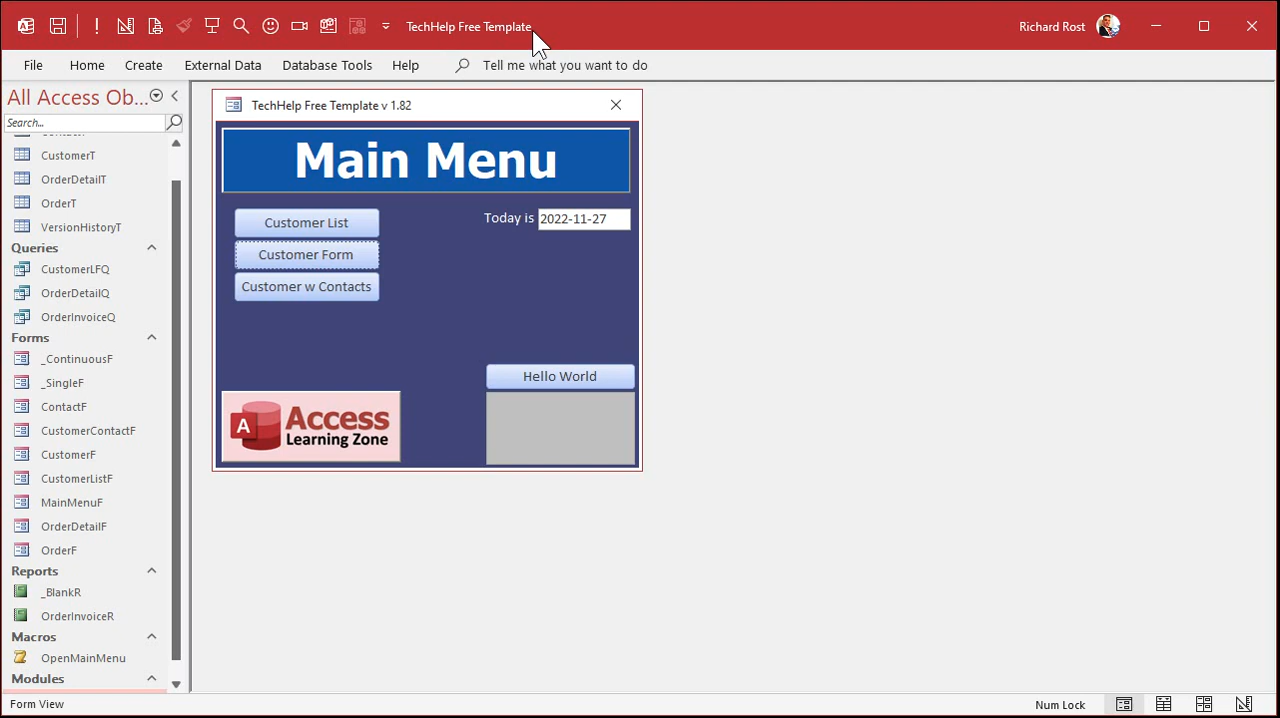 TechHelp Free Template
Richard Rost
File Home Create External Data Database Tools Help Tell me what you want to do
All Access Ob...
Search...
CustomerT
OrderDetailT
OrderT
VersionHistoryT
Queries
CustomerLFQ
OrderDetailQ
OrderInvoiceQ
Forms
_ContinuousF
_SingleF
ContactF
CustomerContactF
CustomerF
CustomerListF
MainMenuF
OrderDetailF
OrderF
Reports
_BlankR
OrderInvoiceR
Macros
OpenMainMenu
Modules
TechHelp Free Template v 1.82
Main Menu
Customer List
Today is 2022-11-27
Customer Form
Customer w Contacts
Hello World
A Access
Learning Zone
Form View
Num Lock